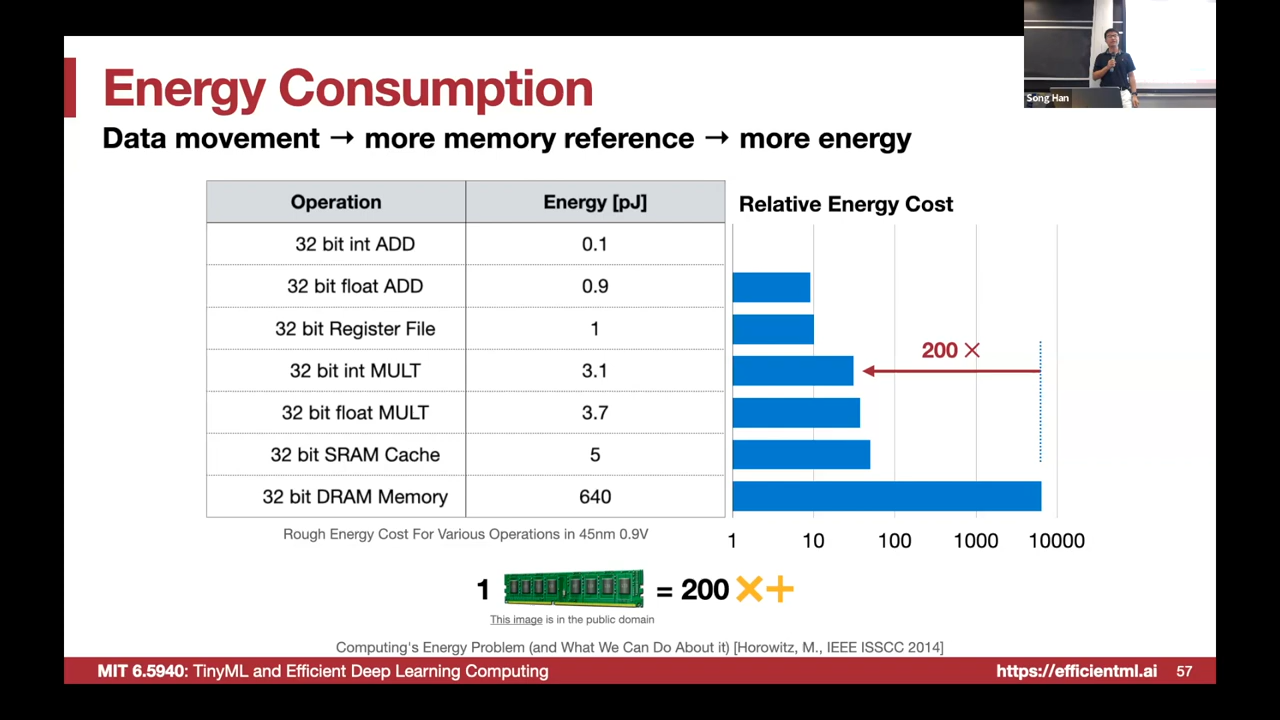 Energy Consumption
Data movement → more memory reference → more energy
Song Han
Operation Energy [pJ]
32 bit int ADD 0.1
32 bit float ADD 0.9
32 bit Register File 1
32 bit int MULT 3.1
32 bit float MULT 3.7
32 bit SRAM Cache 5
32 bit DRAM Memory 640
Rough Energy Cost For Various Operations in 45nm 0.9V
Relative Energy Cost
200 ×
1 10 100 1000 10000
1 = 200 ×+
This image is in the public domain
Computing's Energy Problem (and What We Can Do About it) [Horowitz, M., IEEE ISSCC 2014]
MIT 6.5940: TinyML and Efficient Deep Learning Computing
https://efficientml.ai 57